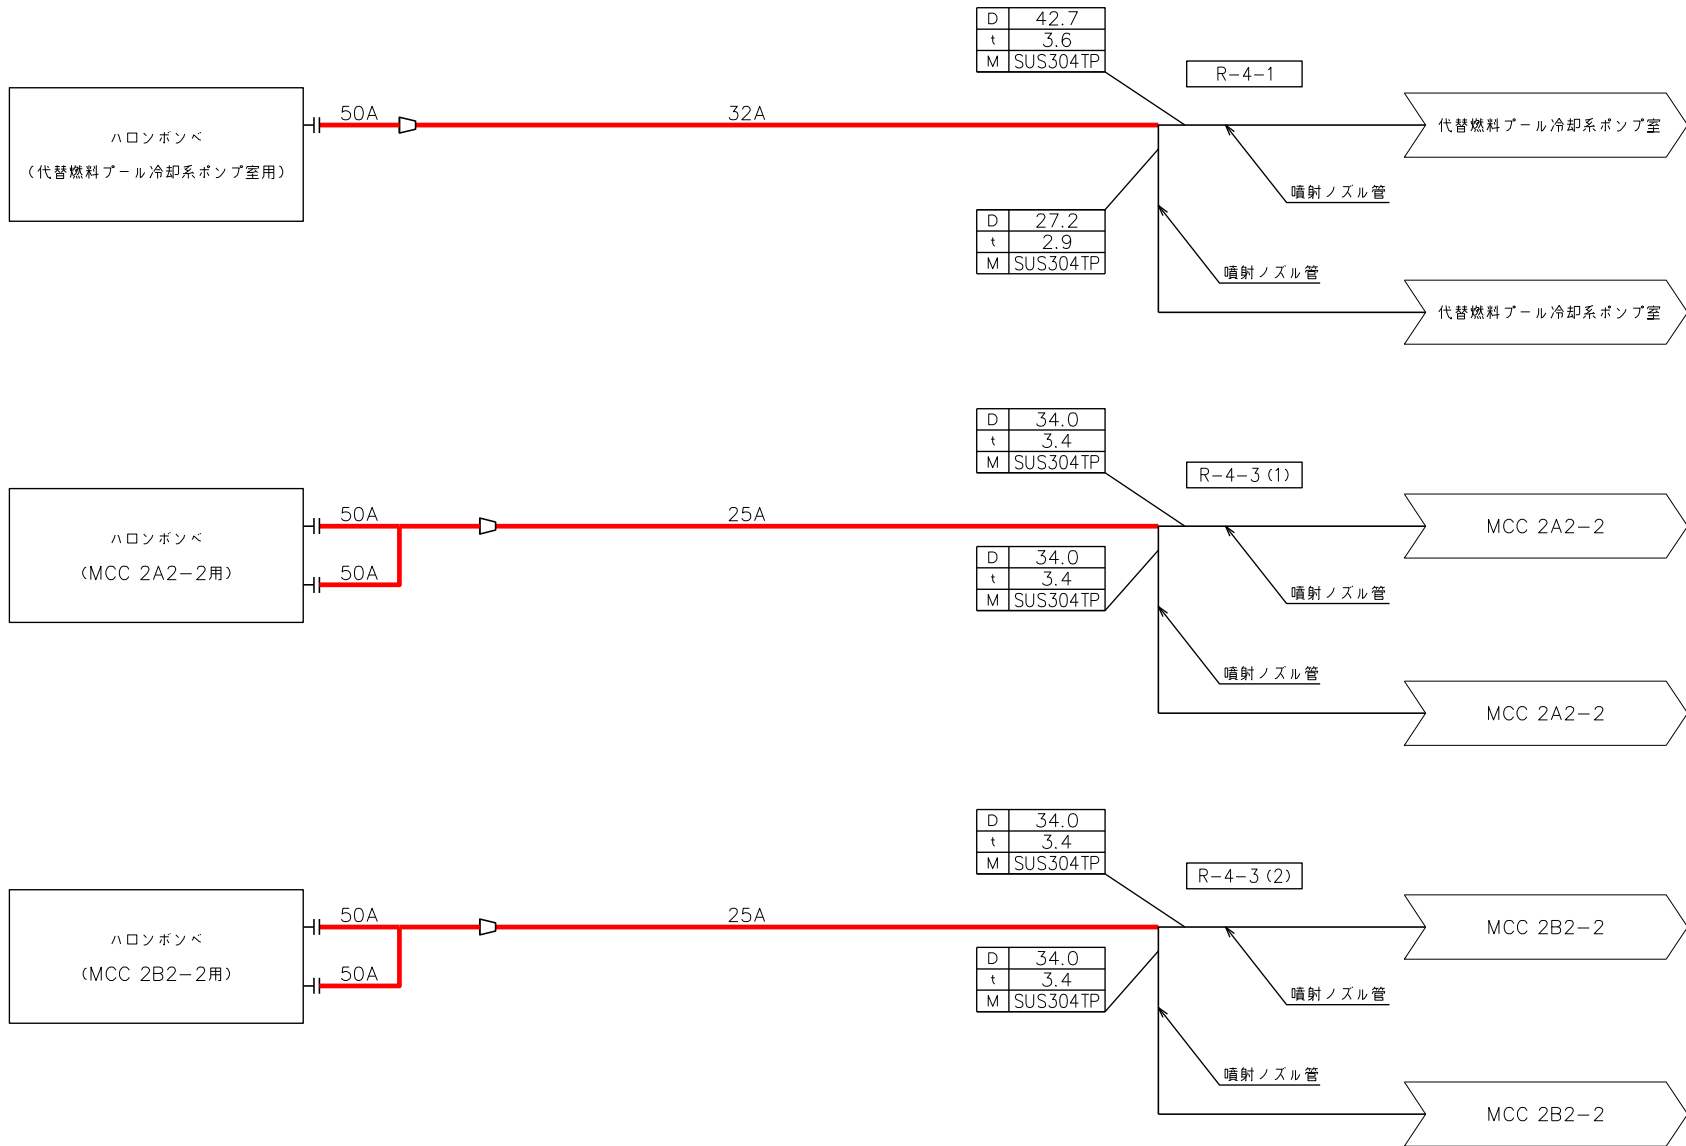 D 42.7
t 3.6
M SUS304TP
R-4-1
ハロンボンベ
(代替燃料プール冷却系ポンプ室用)
50A
32A
代替燃料プール冷却系ポンプ室
噴射ノズル管
D 27.2
t 2.9
M SUS304TP
噴射ノズル管
代替燃料プール冷却系ポンプ室
D 34.0
t 3.4
M SUS304TP
R-4-3(1)
ハロンボンベ
(MCC 2A2-2用)
50A
50A
25A
MCC 2A2-2
D 34.0
t 3.4
M SUS304TP
噴射ノズル管
噴射ノズル管
MCC 2A2-2
D 34.0
t 3.4
M SUS304TP
R-4-3(2)
ハロンボンベ
(MCC 2B2-2用)
50A
50A
25A
MCC 2B2-2
D 34.0
t 3.4
M SUS304TP
噴射ノズル管
噴射ノズル管
MCC 2B2-2